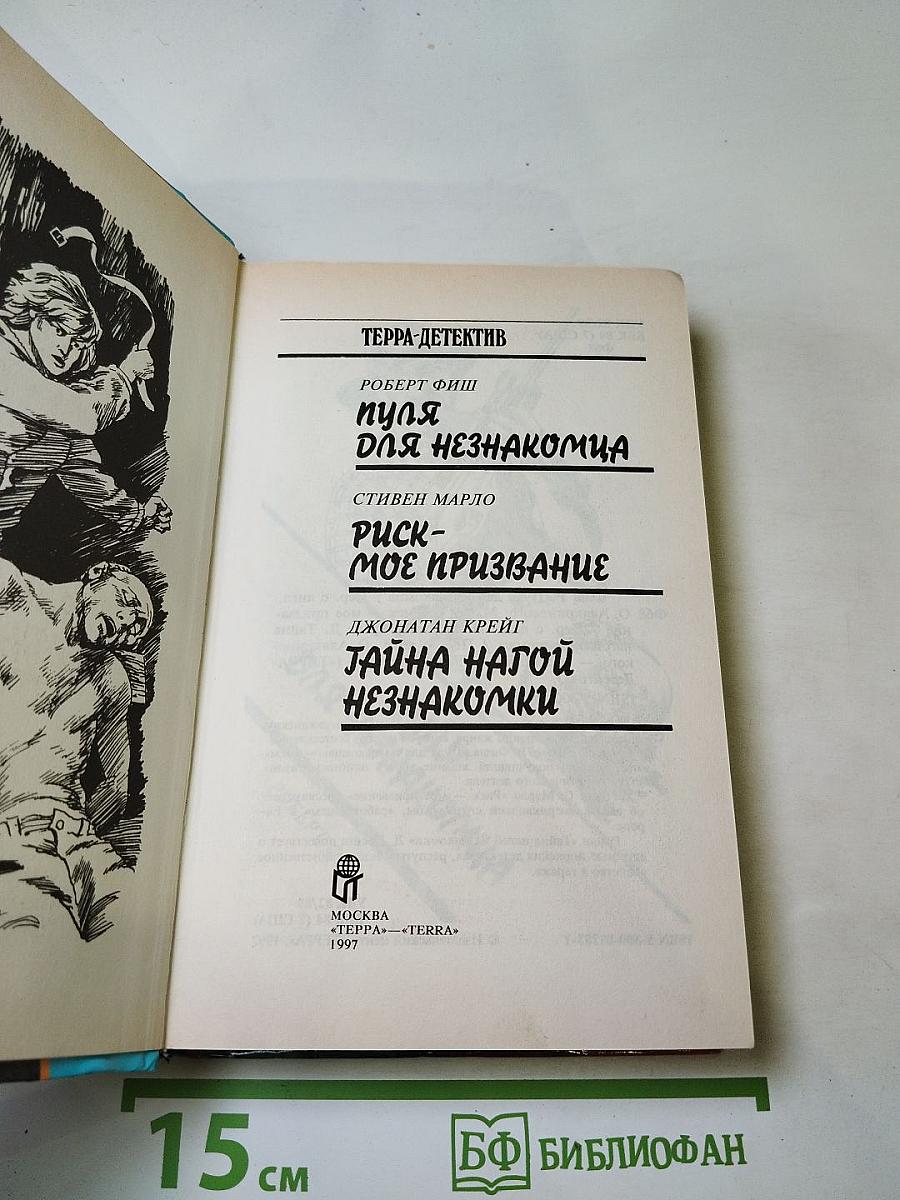 ТЕРРА-ДЕТЕКТИВ
РОБЕРТ ФИШ
ПУЛЯ
ДЛЯ НЕЗНАКОМЦА
СТИВЕН МАРЛО
РИСК-
МОЕ ПРИЗВАНИЕ
ДЖОНАТАН КРЕЙГ
ТАЙНА НАГОЙ
НЕЗНАКОМКИ
МОСКВА
«ТЕРРА»—«TERRA»
1997
15 см
БФ БИБЛИОФАН